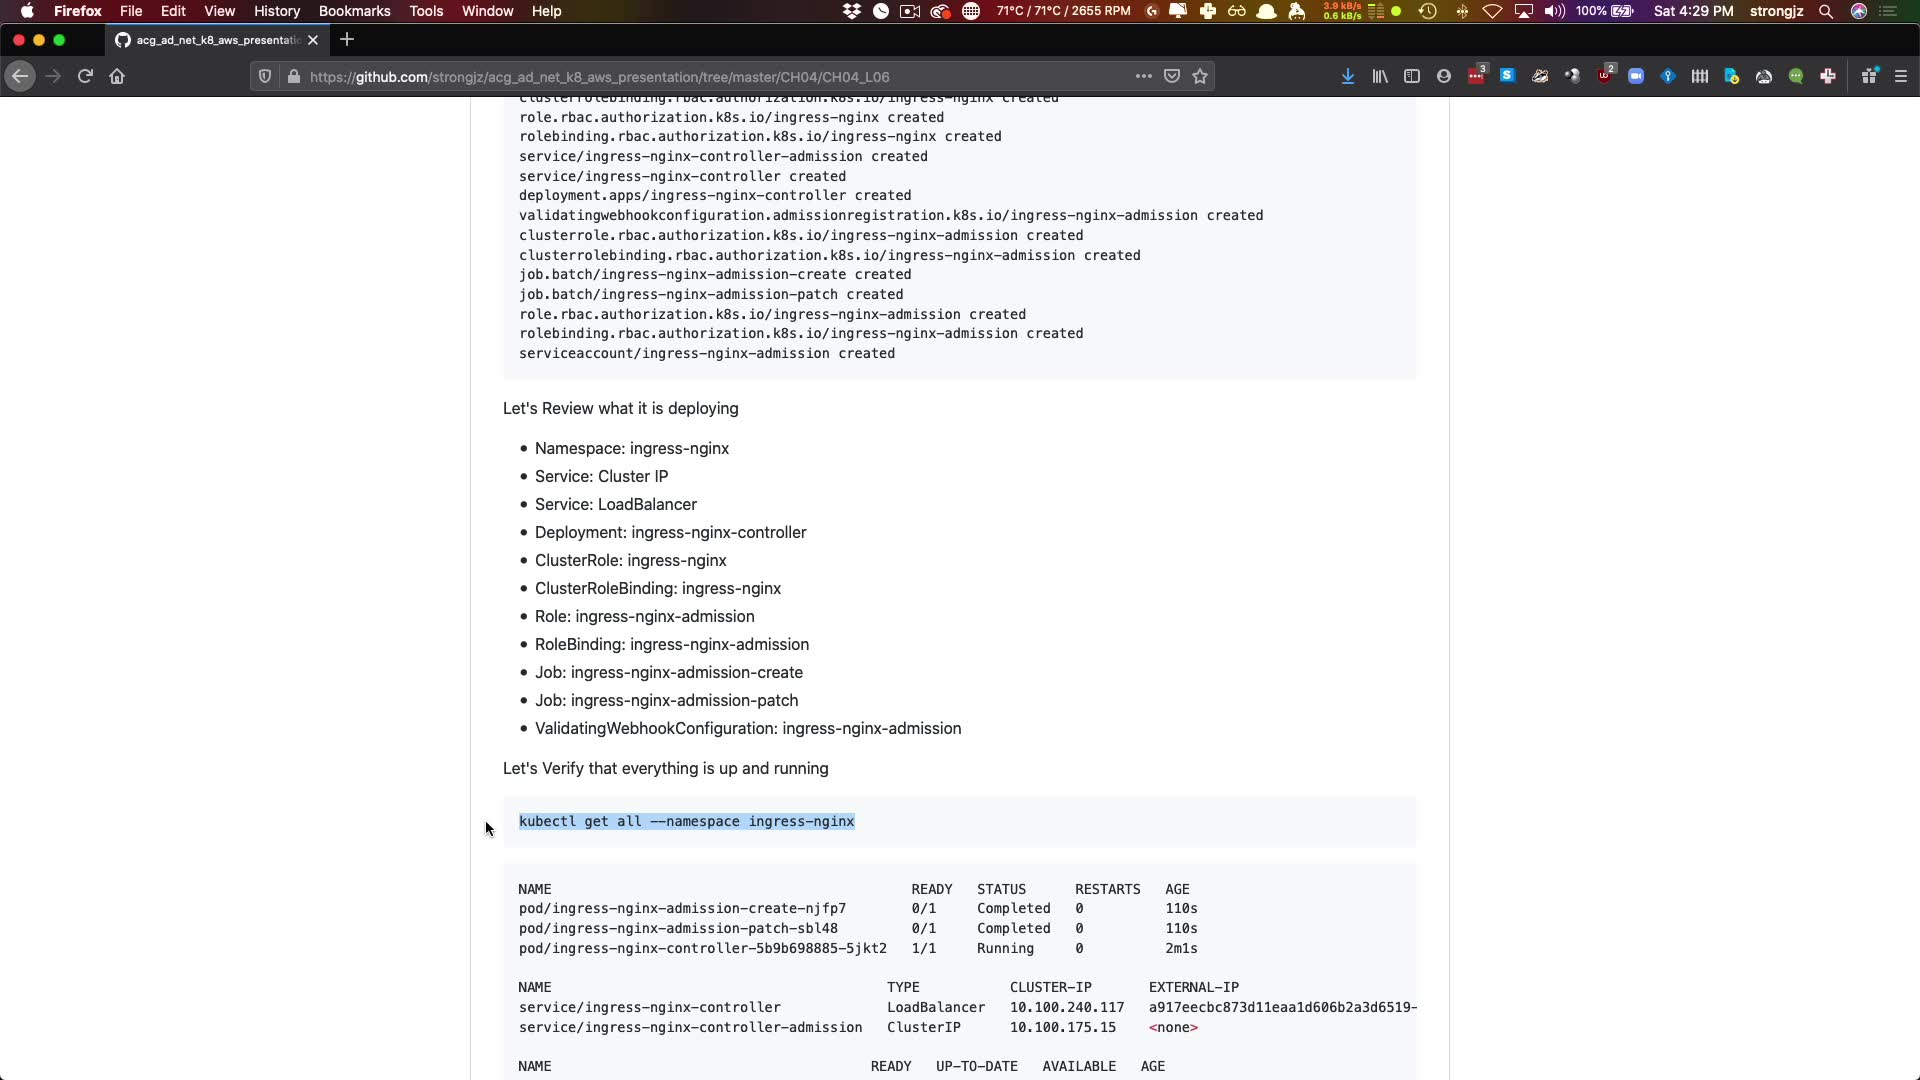 Firefox File Edit View History Bookmarks Tools Window Help 71°C / 71°C / 2655 RPM 3.9 kB/s 0.6 kB/s 100% Sat 4:29 PM strongjz
acg_ad_net_k8_aws_presentatio
https://github.com/strongjz/acg_ad_net_k8_aws_presentation/tree/master/CH04/CH04_L06 3 2
clusterrolebinding.rbac.authorization.k8s.io/ingress-nginx created
role.rbac.authorization.k8s.io/ingress-nginx created
rolebinding.rbac.authorization.k8s.io/ingress-nginx created
service/ingress-nginx-controller-admission created
service/ingress-nginx-controller created
deployment.apps/ingress-nginx-controller created
validatingwebhookconfiguration.admissionregistration.k8s.io/ingress-nginx-admission created
clusterrole.rbac.authorization.k8s.io/ingress-nginx-admission created
clusterrolebinding.rbac.authorization.k8s.io/ingress-nginx-admission created
job.batch/ingress-nginx-admission-create created
job.batch/ingress-nginx-admission-patch created
role.rbac.authorization.k8s.io/ingress-nginx-admission created
rolebinding.rbac.authorization.k8s.io/ingress-nginx-admission created
serviceaccount/ingress-nginx-admission created
Let's Review what it is deploying
• Namespace: ingress-nginx
• Service: Cluster IP
• Service: LoadBalancer
• Deployment: ingress-nginx-controller
• ClusterRole: ingress-nginx
• ClusterRoleBinding: ingress-nginx
• Role: ingress-nginx-admission
• RoleBinding: ingress-nginx-admission
• Job: ingress-nginx-admission-create
• Job: ingress-nginx-admission-patch
• ValidatingWebhookConfiguration: ingress-nginx-admission
Let's Verify that everything is up and running
kubectl get all --namespace ingress-nginx
NAME READY STATUS RESTARTS AGE
pod/ingress-nginx-admission-create-njfp7 0/1 Completed 0 110s
pod/ingress-nginx-admission-patch-sbl48 0/1 Completed 0 110s
pod/ingress-nginx-controller-5b9b698885-5jkt2 1/1 Running 0 2m1s
NAME TYPE CLUSTER-IP EXTERNAL-IP
service/ingress-nginx-controller LoadBalancer 10.100.240.117 a917eecbc873d11eaa1d606b2a3d6519-
service/ingress-nginx-controller-admission ClusterIP 10.100.175.15 <none>
NAME READY UP-TO-DATE AVAILABLE AGE